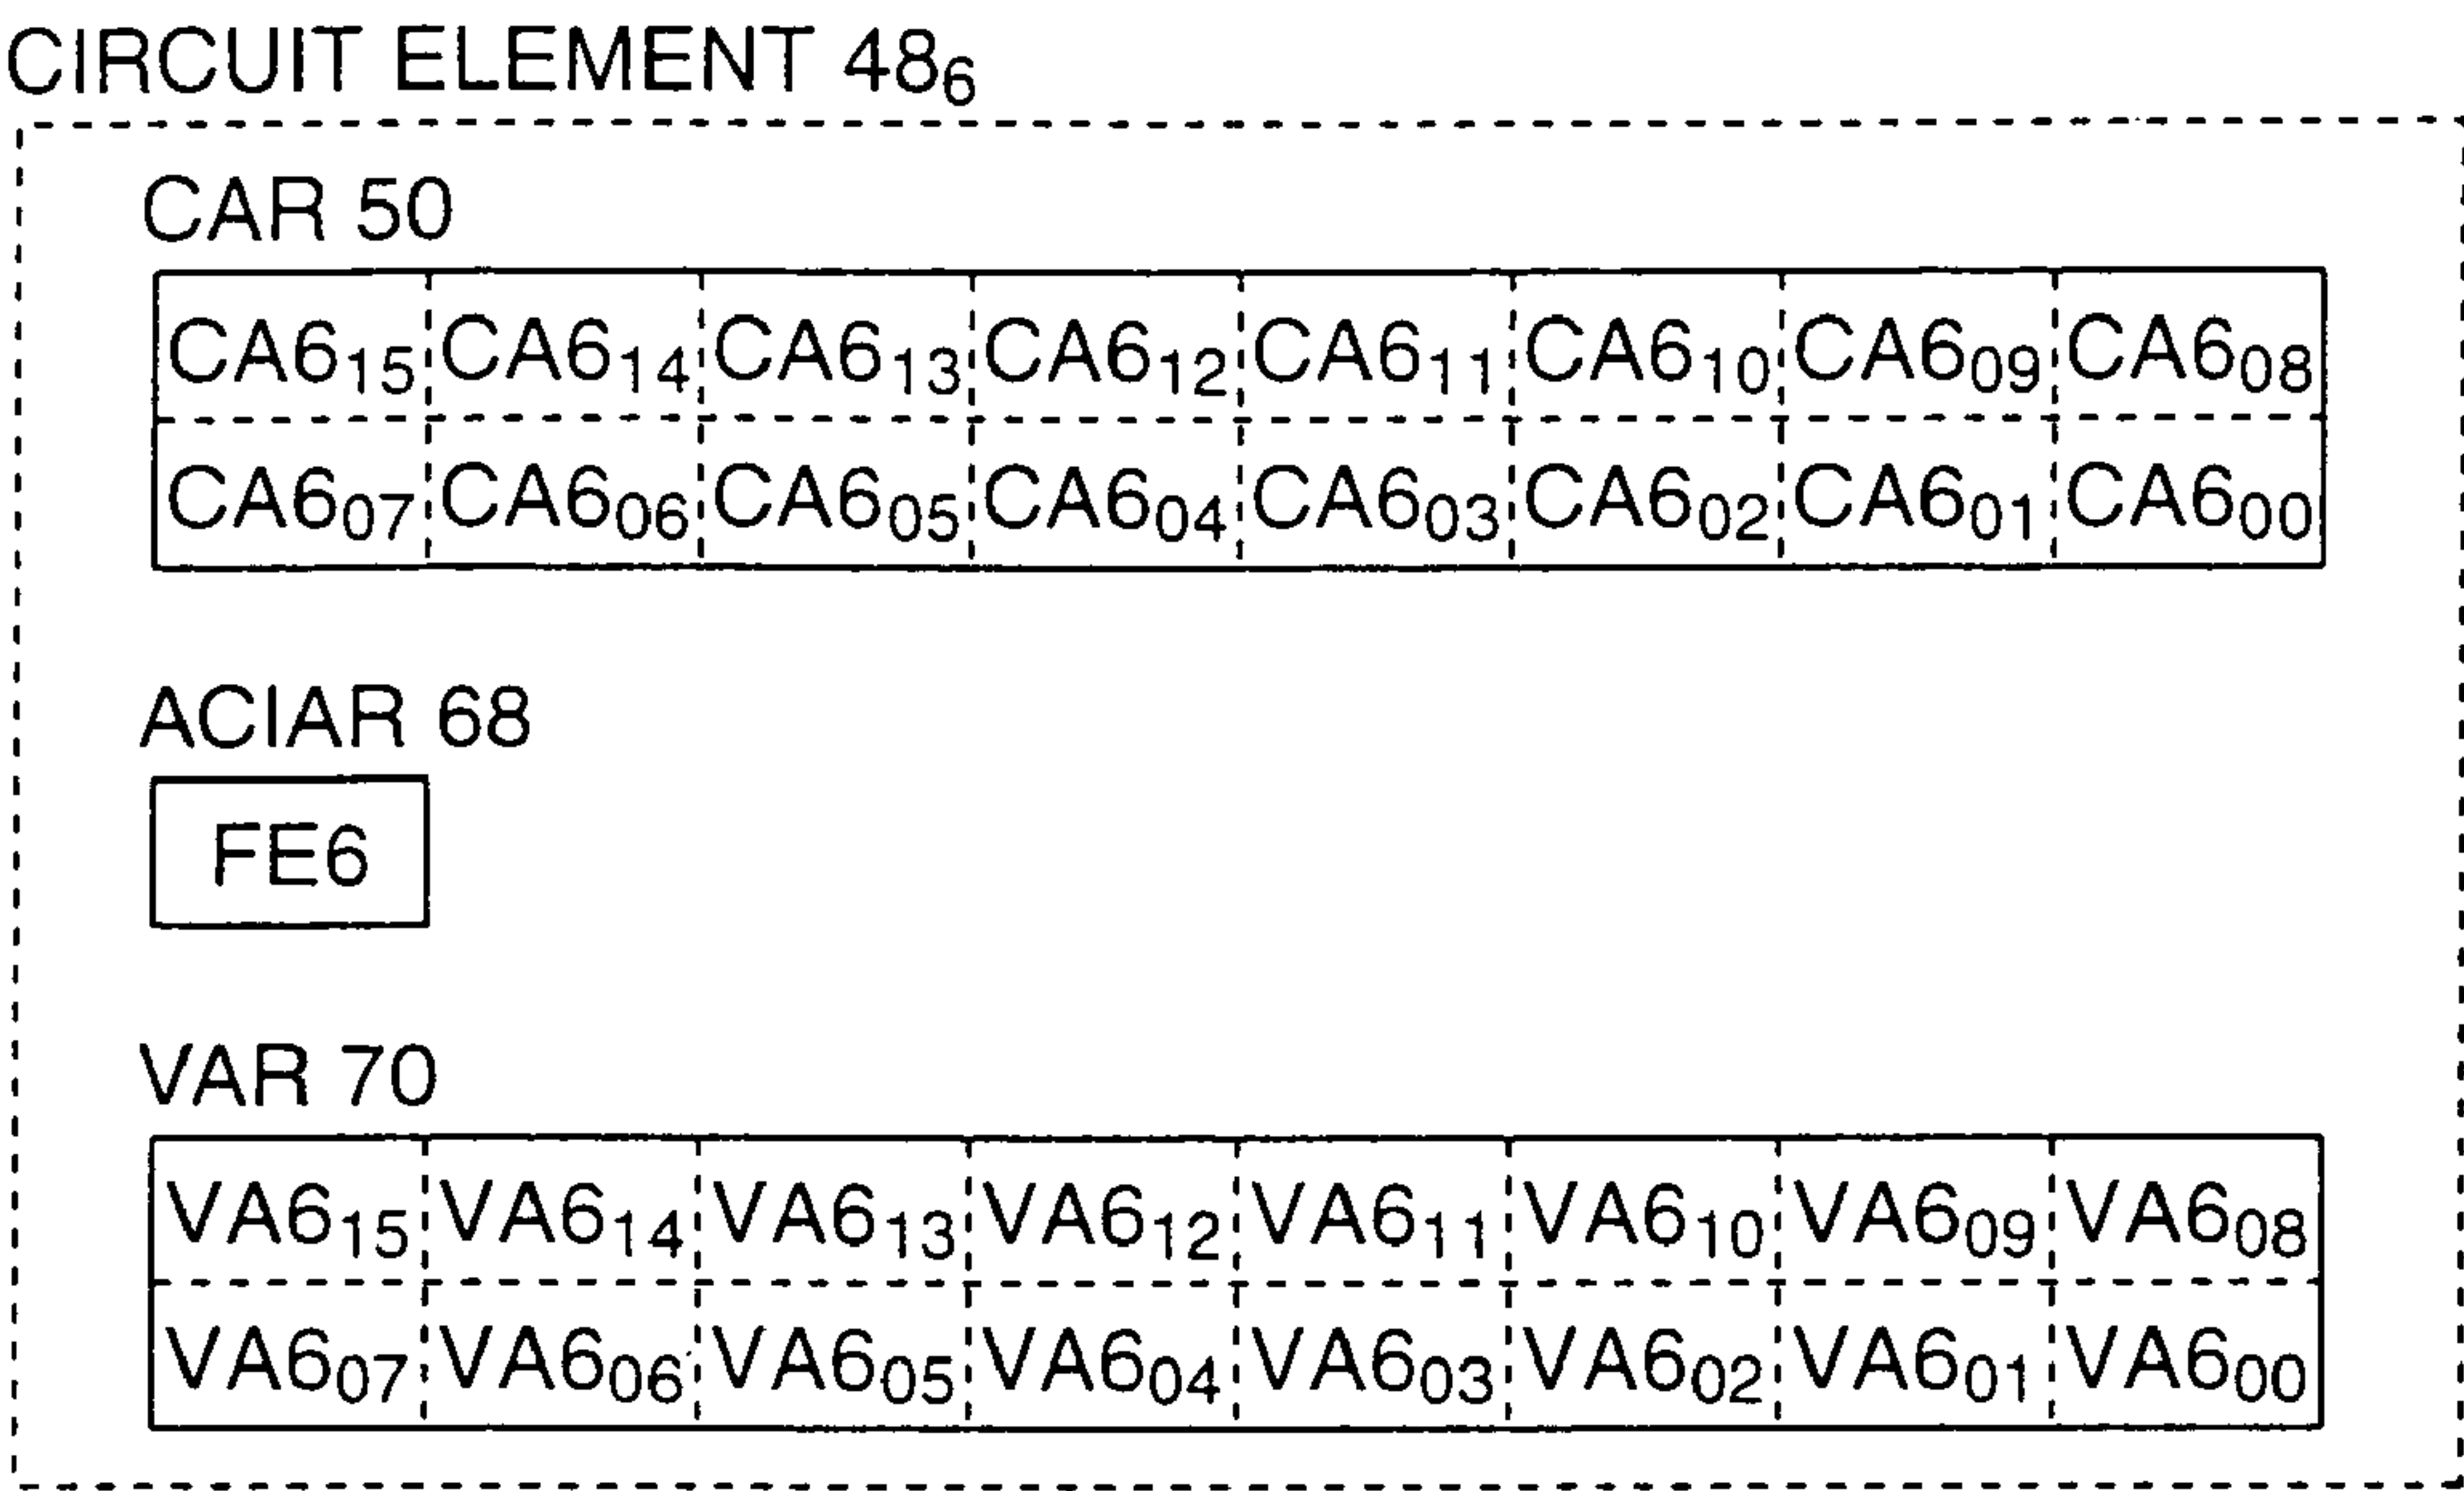 CIRCUIT ELEMENT 48₆
CAR 50
CA6₁₅ CA6₁₄ CA6₁₃ CA6₁₂ CA6₁₁ CA6₁₀ CA6₀₉ CA6₀₈
CA6₀₇ CA6₀₆ CA6₀₅ CA6₀₄ CA6₀₃ CA6₀₂ CA6₀₁ CA6₀₀
ACIAR 68
FE6
VAR 70
VA6₁₅ VA6₁₄ VA6₁₃ VA6₁₂ VA6₁₁ VA6₁₀ VA6₀₉ VA6₀₈
VA6₀₇ VA6₀₆ VA6₀₅ VA6₀₄ VA6₀₃ VA6₀₂ VA6₀₁ VA6₀₀